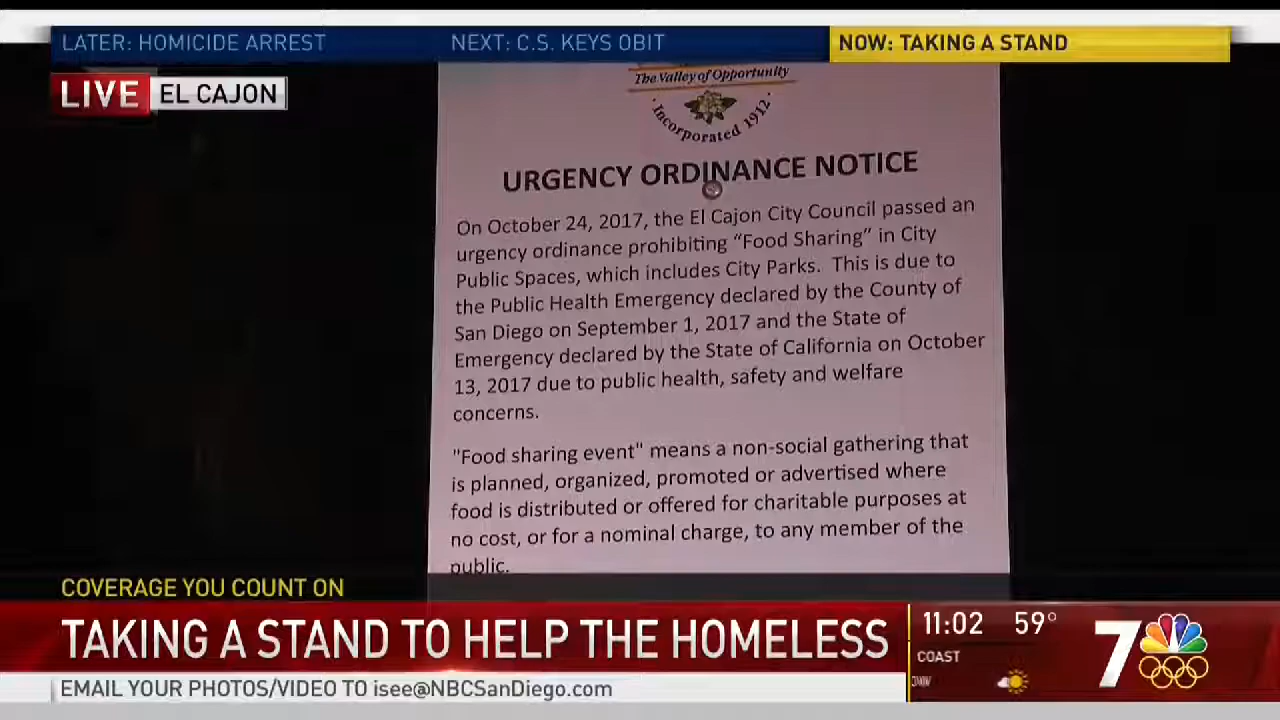 LATER: HOMICIDE ARREST
NEXT: C.S. KEYS OBIT
NOW: TAKING A STAND
LIVE
EL CAJON
The Valley of Opportunity
Incorporated 1912
URGENCY ORDINANCE NOTICE
On October 24, 2017, the El Cajon City Council passed an
urgency ordinance prohibiting “Food Sharing” in City
Public Spaces, which includes City Parks. This is due to
the Public Health Emergency declared by the County of
San Diego on September 1, 2017 and the State of
Emergency declared by the State of California on October
13, 2017 due to public health, safety and welfare
concerns.
"Food sharing event" means a non-social gathering that
is planned, organized, promoted or advertised where
food is distributed or offered for charitable purposes at
no cost, or for a nominal charge, to any member of the
public.
COVERAGE YOU COUNT ON
TAKING A STAND TO HELP THE HOMELESS
EMAIL YOUR PHOTOS/VIDEO TO isee@NBCSanDiego.com
11:02 59°
COAST
7